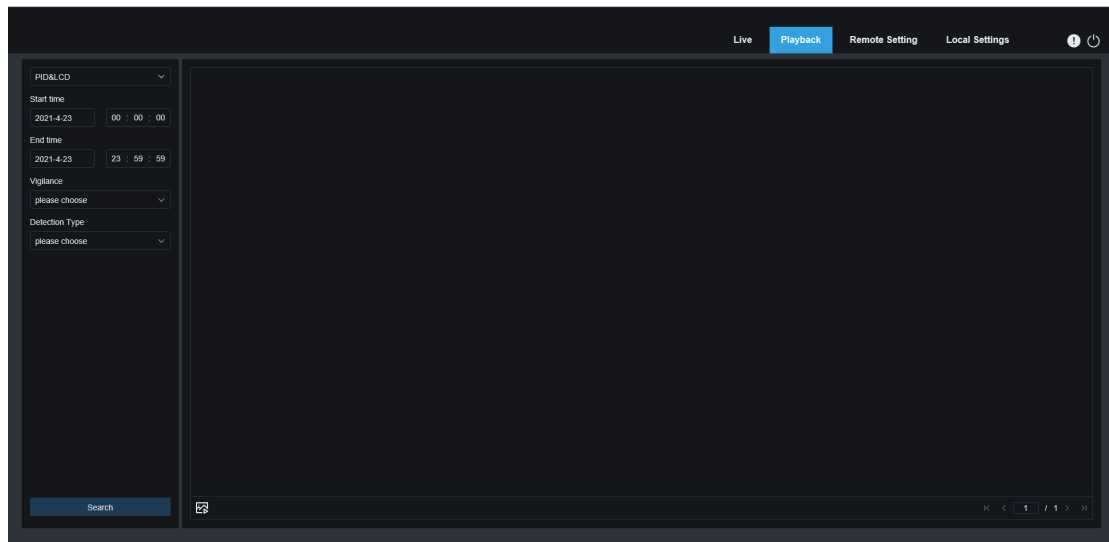 Live Playback Remote Setting Local Settings
PID&LCD
Start time
2021-4-23 00 : 00 : 00
End time
2021-4-23 23 : 59 : 59
Vigilance
please choose
Detection Type
please choose
Search
1 / 1